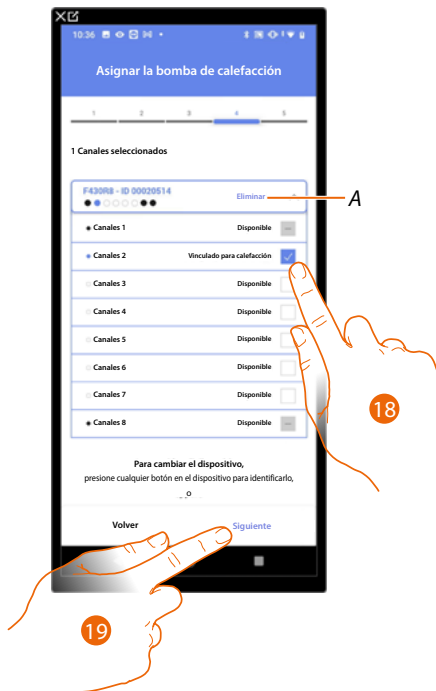 10:36
Asignar la bomba de calefacción
1 2 3 4 5
1 Canales seleccionados
F430R8 - ID 00020514
Eliminar
A
Canales 1 Disponible
Canales 2 Vinculado para calefacción
Canales 3 Disponible
Canales 4 Disponible
Canales 5 Disponible
Canales 6 Disponible
Canales 7 Disponible
Canales 8 Disponible
18
Para cambiar el dispositivo,
presione cualquier botón en el dispositivo para identificarlo,
o
Volver Siguiente
19